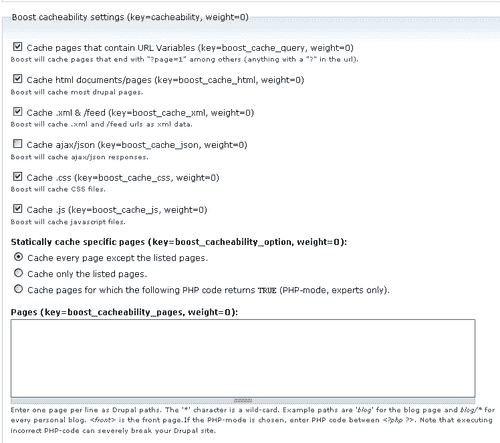 Boost cacheability settings (key=cacheability, weight=0)
Cache pages that contain URL Variables (key=boost_cache_query, weight=0)
Boost will cache pages that end with "?page=1" among others (anything with a "?" in the url).
Cache html documents/pages (key=boost_cache_html, weight=0)
Boost will cache most drupal pages.
Cache .xml & /feed (key=boost_cache_xml, weight=0)
Boost will cache .xml and /feed urls as xml data.
Cache ajax/json (key=boost_cache_json, weight=0)
Boost will cache ajax/json responses.
Cache .css (key=boost_cache_css, weight=0)
Boost will cache CSS files.
Cache .js (key=boost_cache_js, weight=0)
Boost will cache javascript files.
Statically cache specific pages (key=boost_cacheability_option, weight=0):
Cache every page except the listed pages.
Cache only the listed pages.
Cache pages for which the following PHP code returns TRUE (PHP-mode, experts only).
Pages (key=boost_cacheability_pages, weight=0):
Enter one page per line as Drupal paths. The '*' character is a wild-card. Example paths are 'blog' for the blog page and blog/* for
every personal blog. <front> is the front page.If the PHP-mode is chosen, enter PHP code between <?php ?>. Note that executing
incorrect PHP-code can severely break your Drupal site.